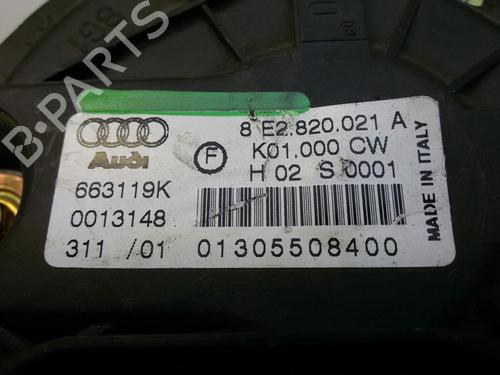 BG1
B-PARTS
Audi
F
8 E2.820.021 A
K01.000 CW
H 02 S 0001
663119K
0013148
311 /01
01305508400
MADE IN ITALY